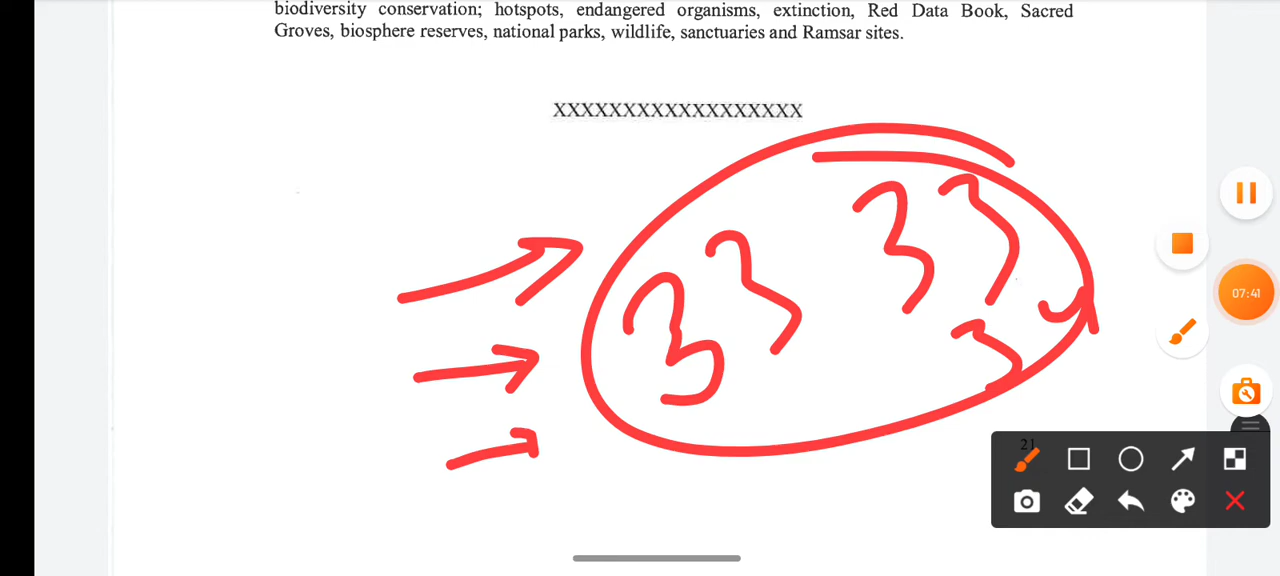 biodiversity conservation; hotspots, endangered organisms, extinction, Red Data Book, Sacred
Groves, biosphere reserves, national parks, wildlife, sanctuaries and Ramsar sites.
XXXXXXXXXXXXXXXXXX
33 33
3
07:41
21